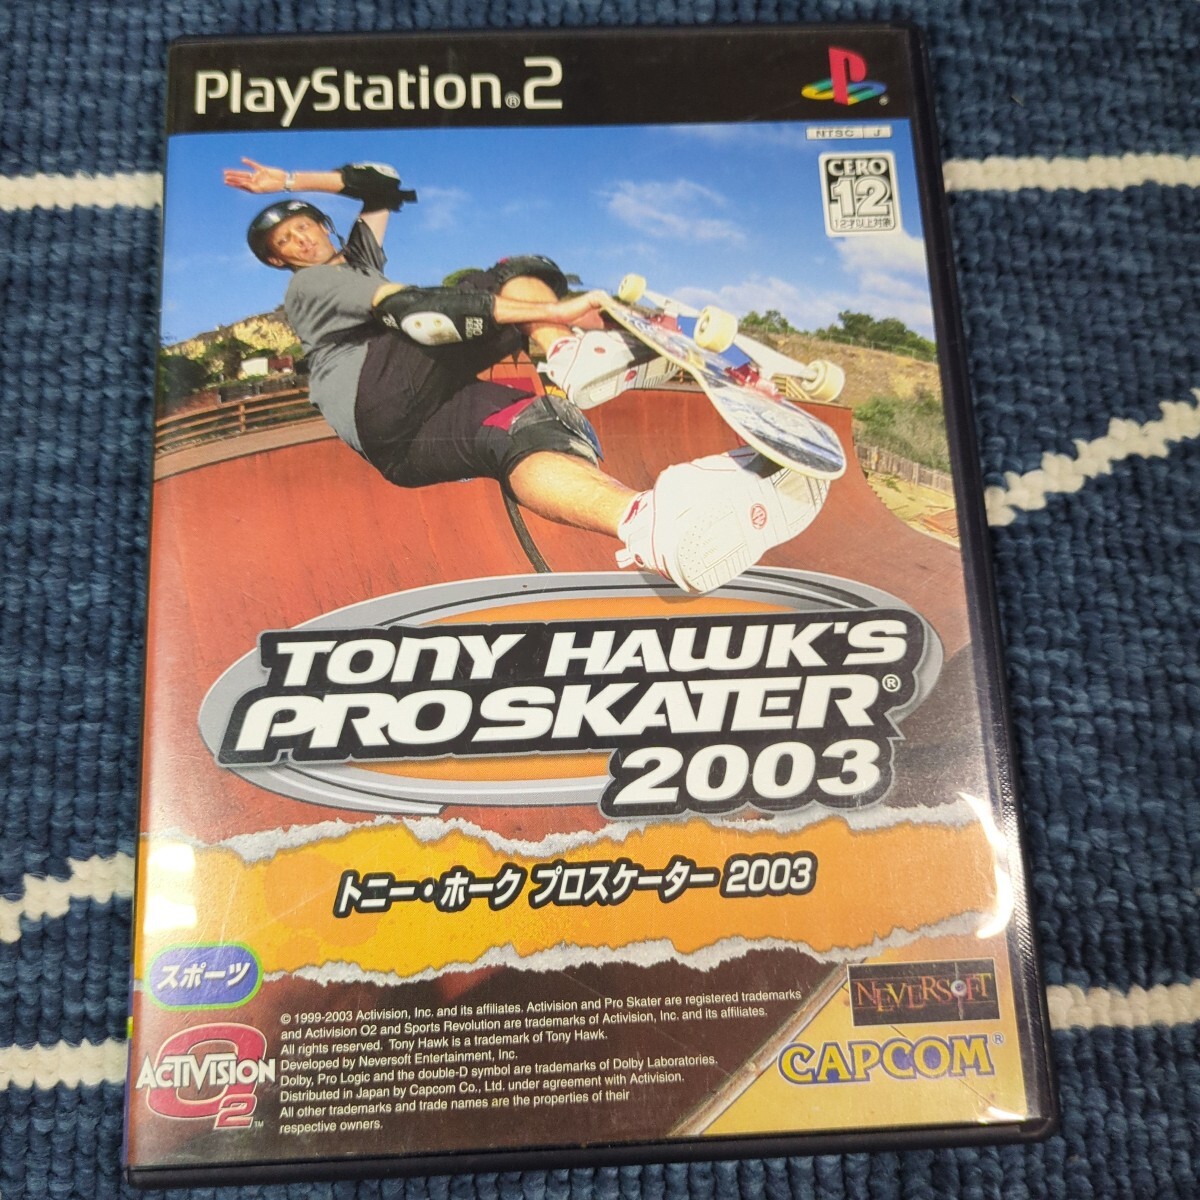 PlayStation®2
NTSC J
CERO
12
12才以上対象
TONY HAWK'S
PRO SKATER®
2003
トニー・ホーク プロスケーター 2003
スポーツ
© 1999-2003 Activision, Inc. and its affiliates. Activision and Pro Skater are registered trademarks
and Activision O2 and Sports Revolution are trademarks of Activision, Inc. and its affiliates.
All rights reserved. Tony Hawk is a trademark of Tony Hawk.
Developed by Neversoft Entertainment, Inc.
Dolby, Pro Logic and the double-D symbol are trademarks of Dolby Laboratories.
Distributed in Japan by Capcom Co., Ltd. under agreement with Activision.
All other trademarks and trade names are the properties of their
respective owners.
ACTIVISION
O2™
NEVERSOFT
CAPCOM®